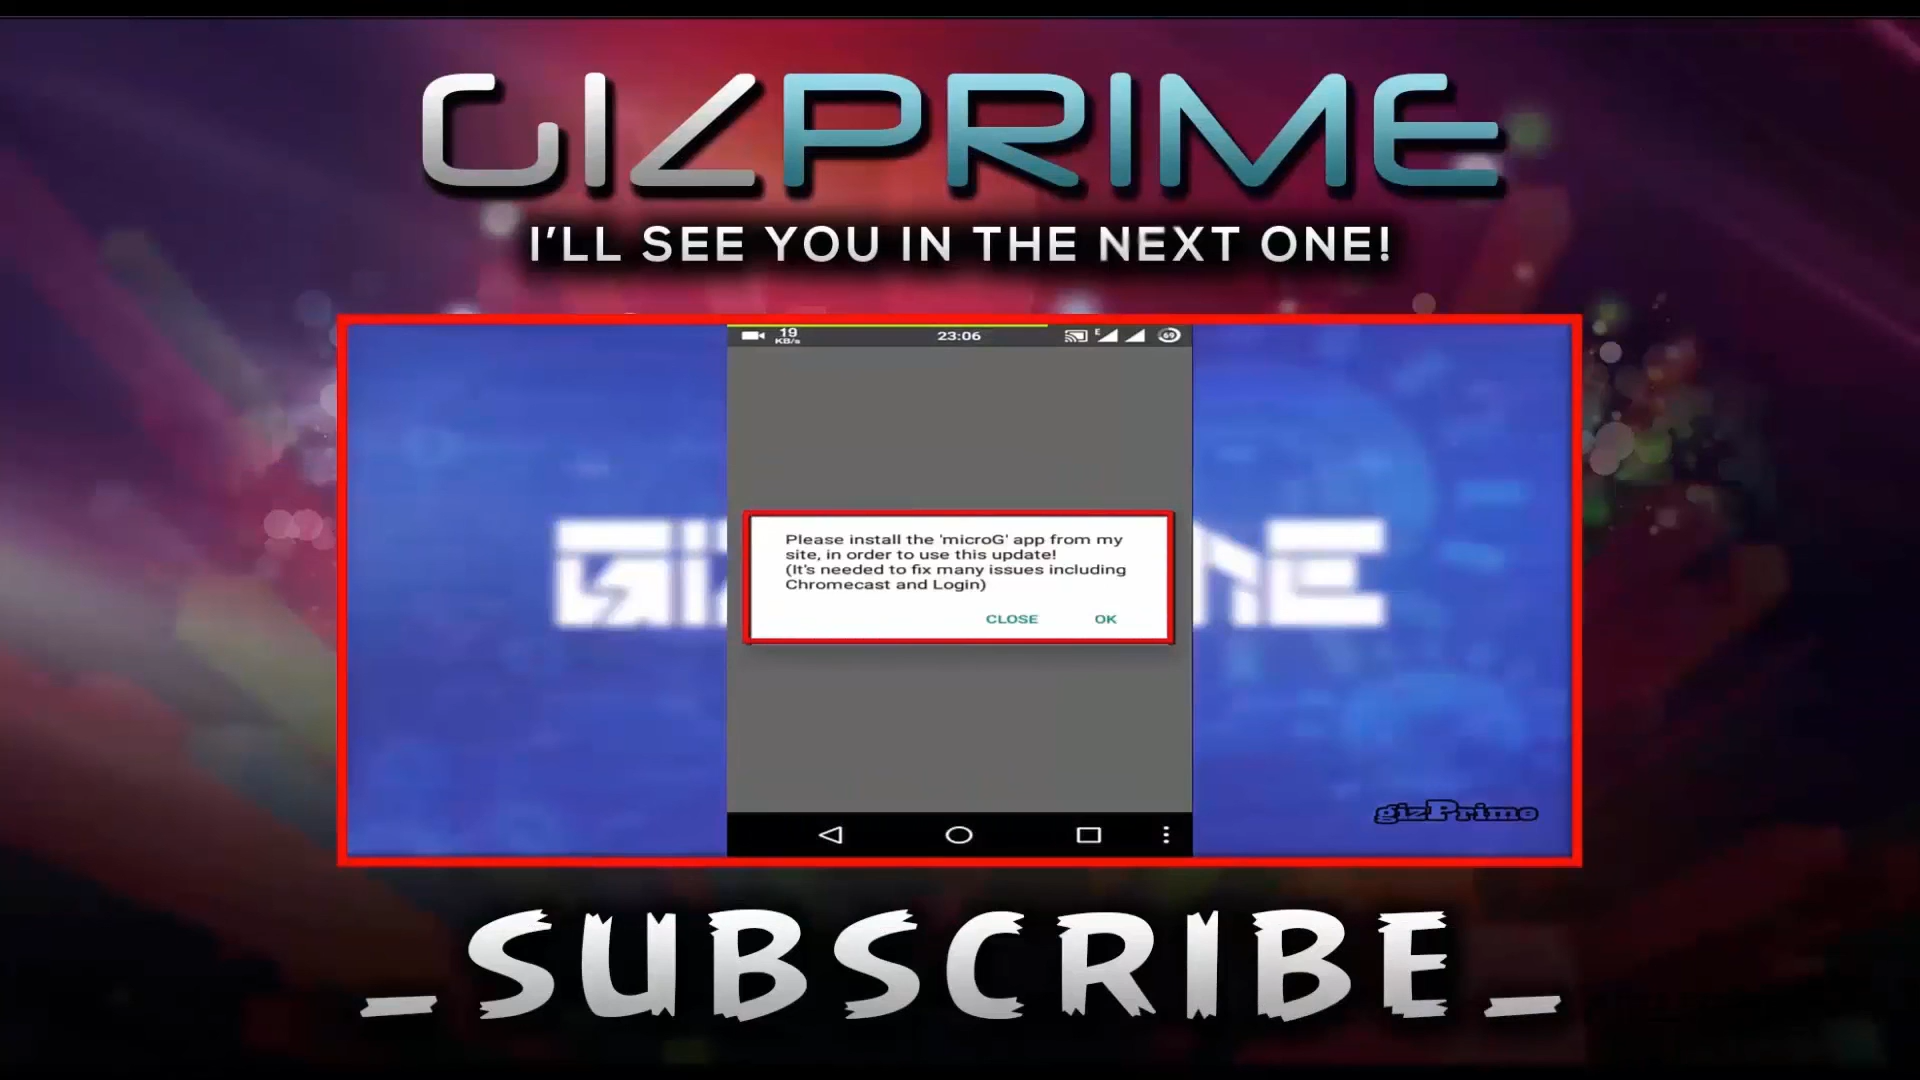 GIZPRIME
I'LL SEE YOU IN THE NEXT ONE!
19
KB/s
23:06
E
69
Please install the 'microG' app from my
site, in order to use this update!
(It's needed to fix many issues including
Chromecast and Login)
CLOSE OK
gizPrime
_SUBSCRIBE_